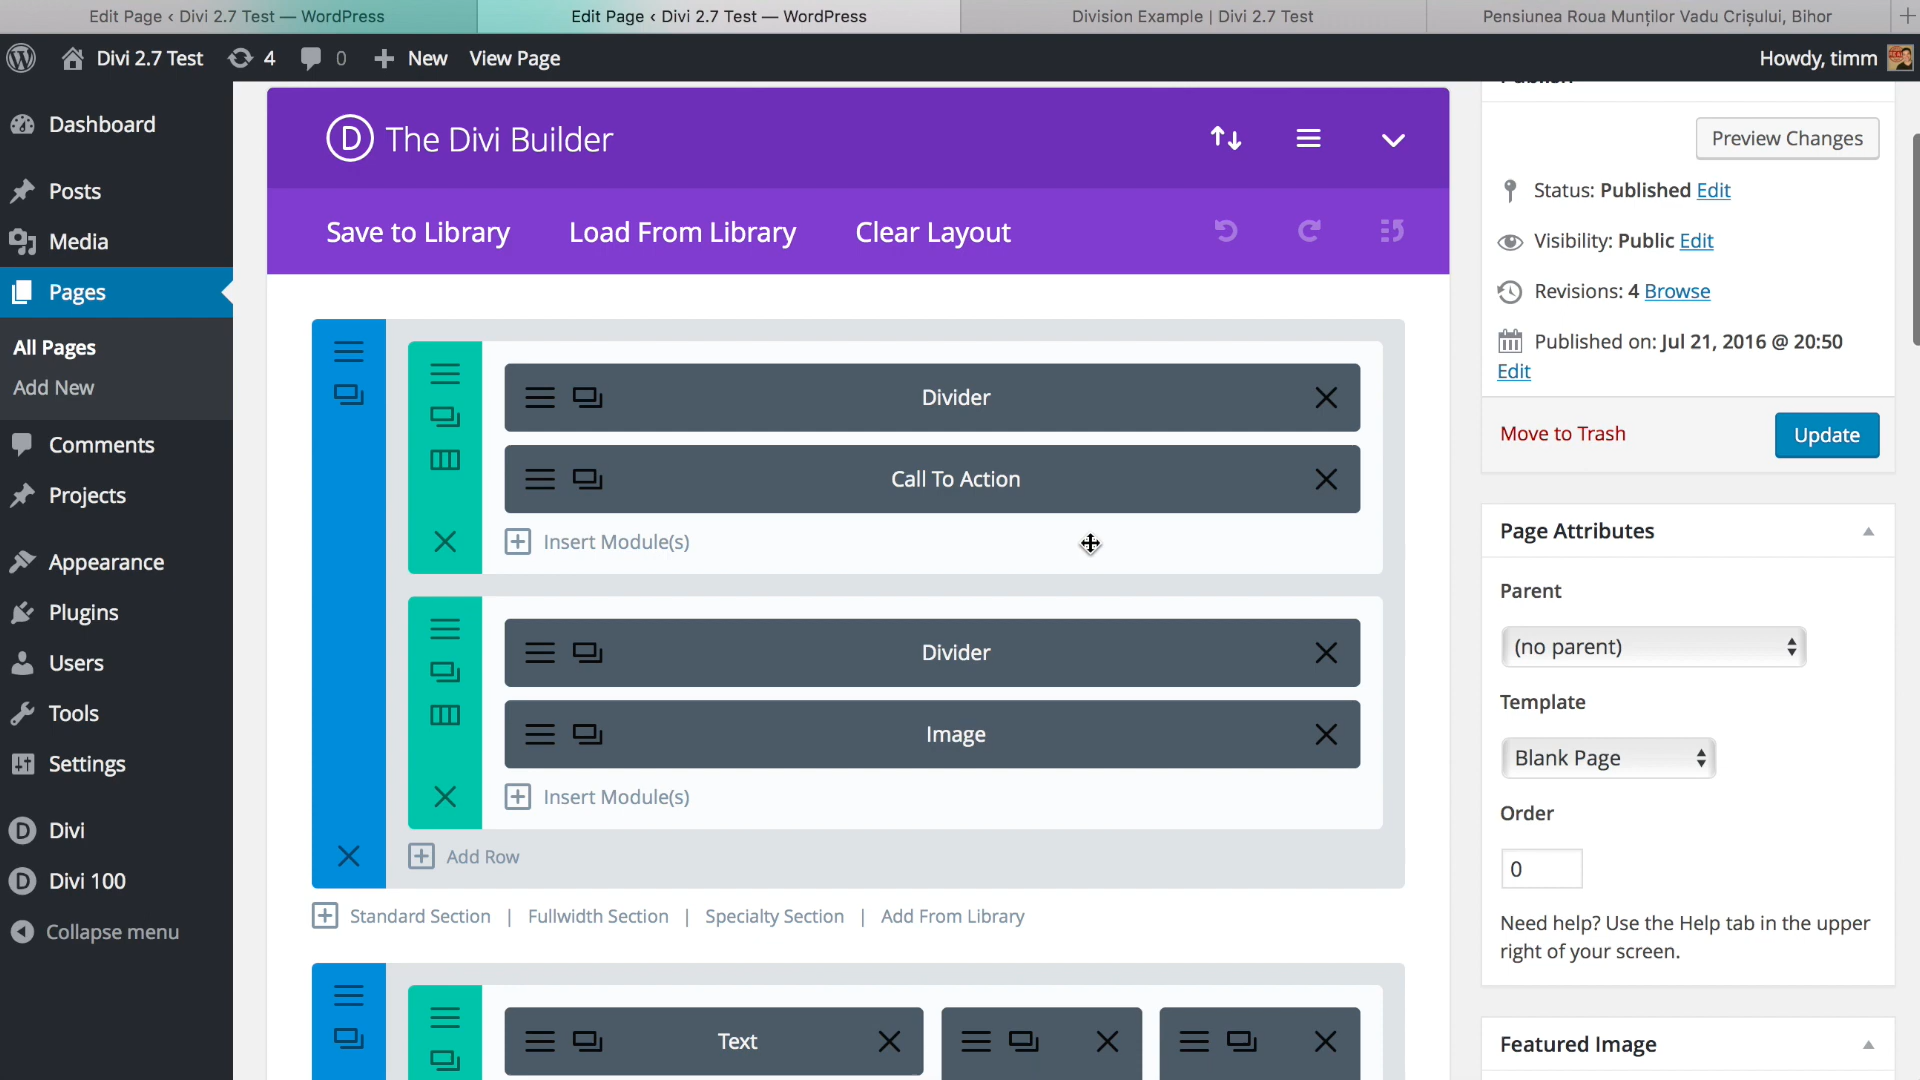 Edit Page ‹ Divi 2.7 Test — WordPress
Edit Page ‹ Divi 2.7 Test — WordPress
Division Example | Divi 2.7 Test
Pensiunea Roua Munților Vadu Crișului, Bihor
Divi 2.7 Test
4
0
New
View Page
Howdy, timm
Dashboard
Posts
Media
Pages
All Pages
Add New
Comments
Projects
Appearance
Plugins
Users
Tools
Settings
Divi
Divi 100
Collapse menu
D The Divi Builder
Save to Library
Load From Library
Clear Layout
Divider
Call To Action
Insert Module(s)
Divider
Image
Insert Module(s)
Add Row
Standard Section | Fullwidth Section | Specialty Section | Add From Library
Text
Publish
Preview Changes
Status: Published Edit
Visibility: Public Edit
Revisions: 4 Browse
Published on: Jul 21, 2016 @ 20:50
Edit
Move to Trash
Update
Page Attributes
Parent
(no parent)
Template
Blank Page
Order
0
Need help? Use the Help tab in the upper
right of your screen.
Featured Image